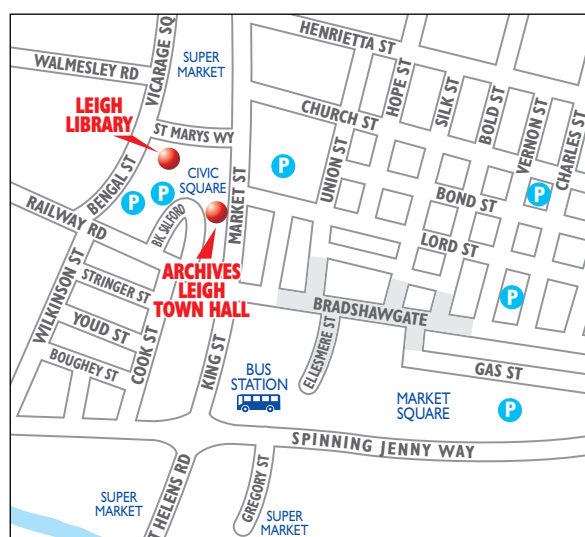 HENRIETTA ST
WALMESLEY RD
VICARAGE SQ
SUPER
MARKET
HOPE ST
SILK ST
BOLD ST
VERNON ST
CHARLES ST
LEIGH
LIBRARY
ST MARYS WY
CHURCH ST
UNION ST
BENGAL ST
CIVIC
SQUARE
MARKET ST
P
P
P
P
BOND ST
RAILWAY RD
BK. SALFORD
LORD ST
ARCHIVES
LEIGH
TOWN HALL
WILKINSON ST
STRINGER ST
P
BRADSHAWGATE
YOUD ST
COOK ST
KING ST
ELLESMERE ST
BOUGHEY ST
BUS
STATION
GAS ST
MARKET
SQUARE
P
SPINNING JENNY WAY
GREGORY ST
T HELENS RD
SUPER
MARKET
SUPER
MARKET